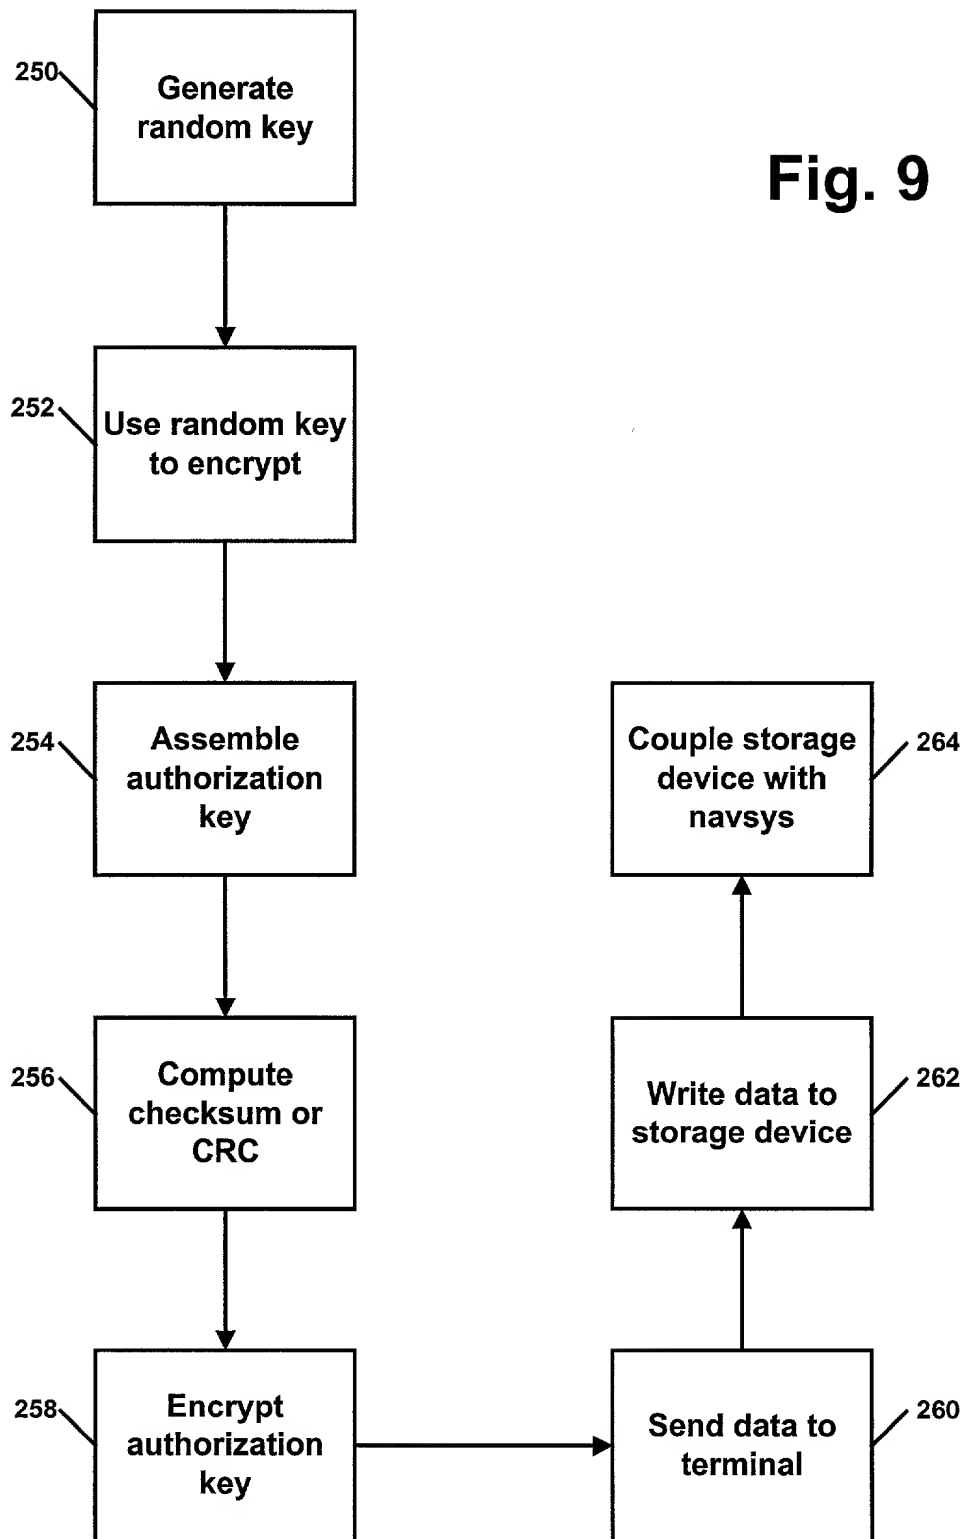 250
Generate
random key
Fig. 9
252
Use random key
to encrypt
254
Assemble
authorization
key
Couple storage
device with
navsys
264
256
Compute
checksum or
CRC
Write data to
storage device
262
258
Encrypt
authorization
key
Send data to
terminal
260